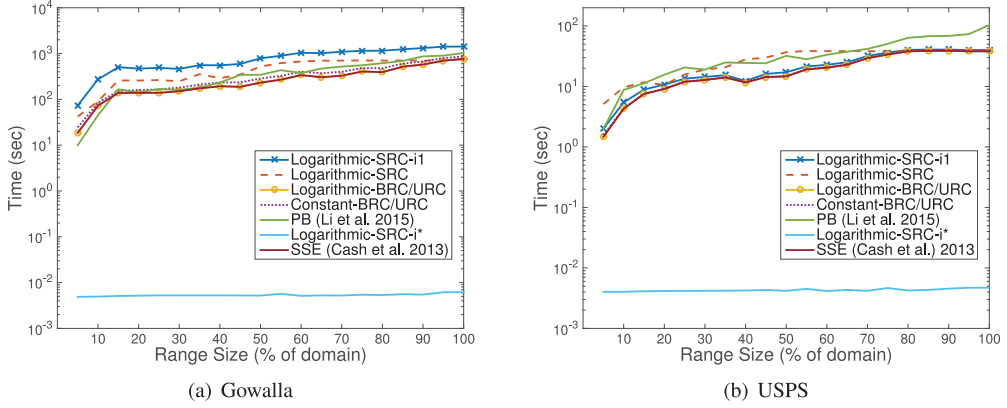 10^4
10^3
10^2
10^1
10^0
10^-1
10^-2
10^-3
Time (sec)
Logarithmic-SRC-i1
Logarithmic-SRC
Logarithmic-BRC/URC
Constant-BRC/URC
PB (Li et al. 2015)
Logarithmic-SRC-i*
SSE (Cash et al. 2013)
10 20 30 40 50 60 70 80 90 100
Range Size (% of domain)
(a) Gowalla
10^2
10^1
10^0
10^-1
10^-2
10^-3
Time (sec)
Logarithmic-SRC-i1
Logarithmic-SRC
Logarithmic-BRC/URC
Constant-BRC/URC
PB (Li et al. 2015)
Logarithmic-SRC-i*
SSE (Cash et al.) 2013
10 20 30 40 50 60 70 80 90 100
Range Size (% of domain)
(b) USPS